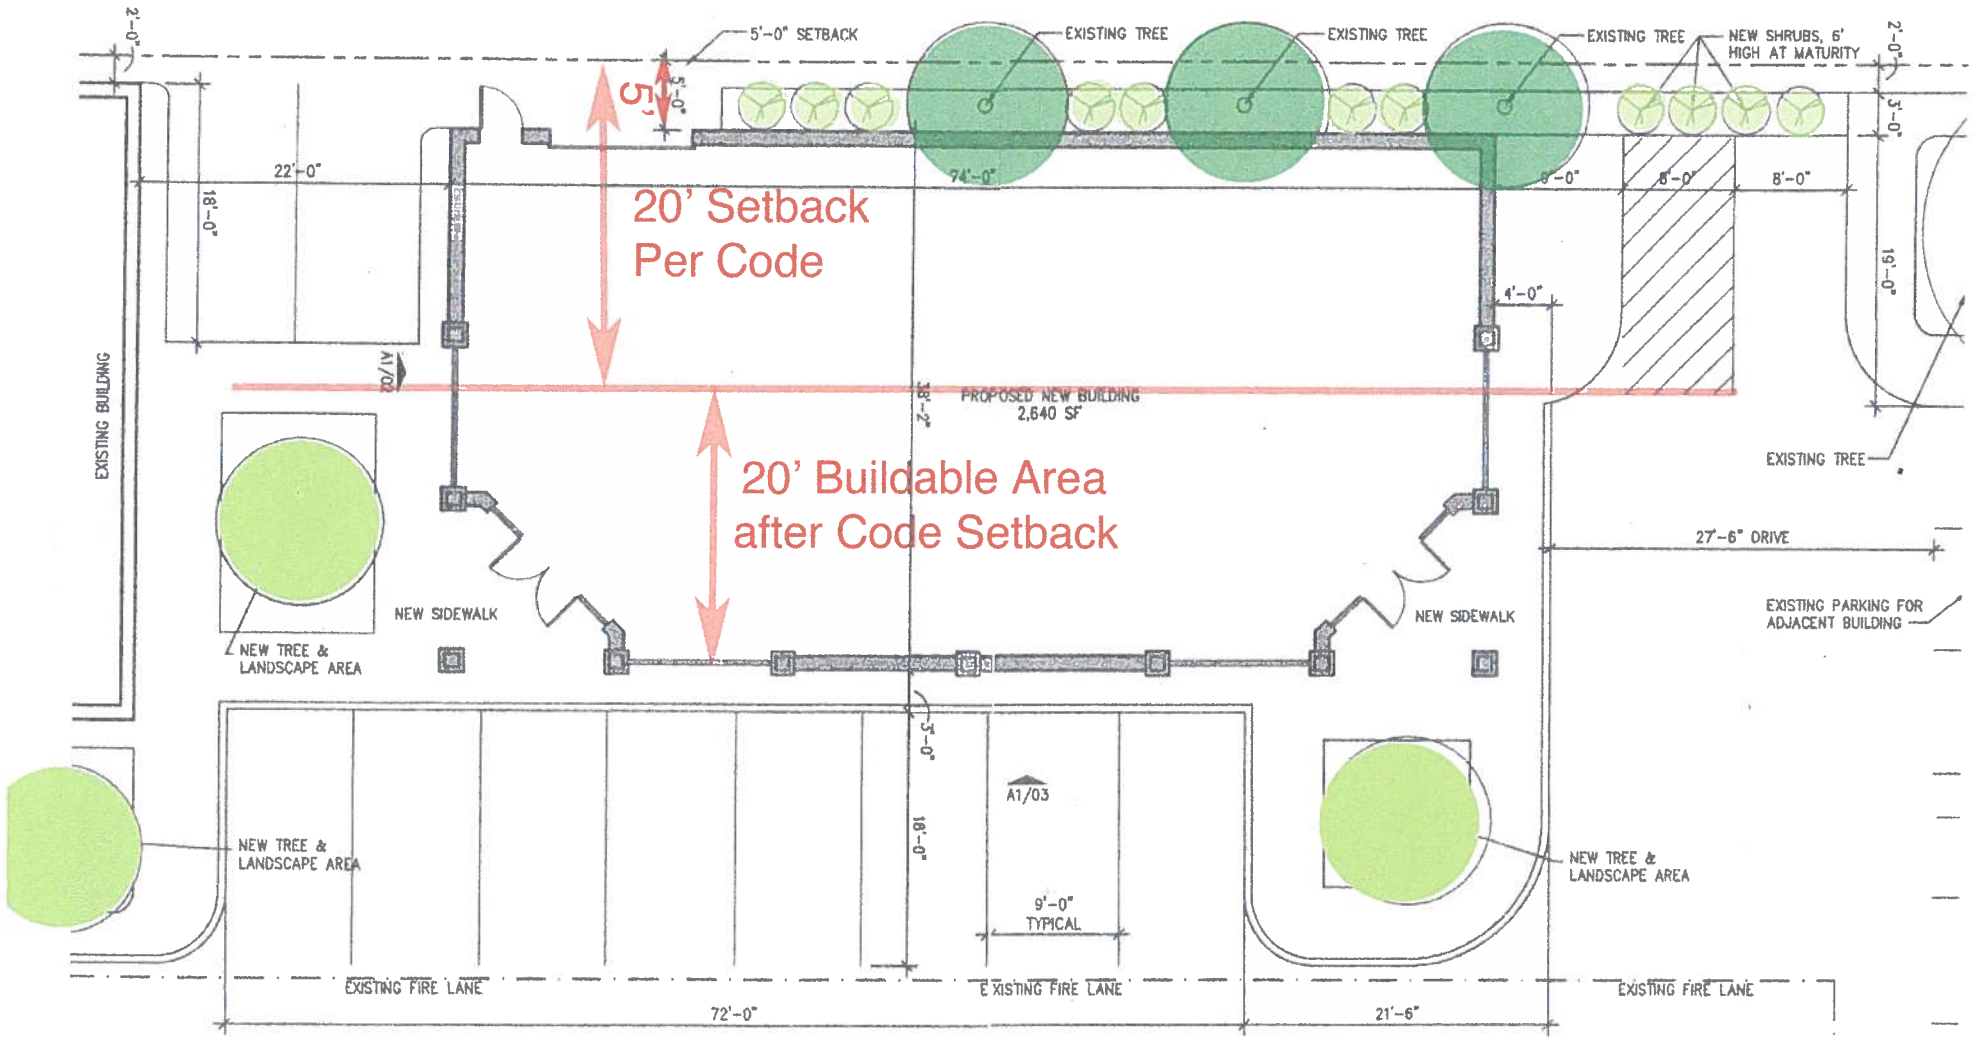 2'-0"
5'-0" SETBACK
EXISTING TREE
EXISTING TREE
EXISTING TREE
NEW SHRUBS, 6'
HIGH AT MATURITY
2'-0"
5'
5'-0"
3'-0"
22'-0"
74'-0"
8'-0"
8'-0"
18'-0"
20' Setback
Per Code
19'-0"
4'-0"
A1/02
EXISTING BUILDING
38'-2"
PROPOSED NEW BUILDING
2,640 SF
EXISTING TREE
20' Buildable Area
after Code Setback
27'-6" DRIVE
NEW SIDEWALK
NEW SIDEWALK
EXISTING PARKING FOR
ADJACENT BUILDING
NEW TREE &
LANDSCAPE AREA
3'-0"
A1/03
18'-0"
NEW TREE &
LANDSCAPE AREA
NEW TREE &
LANDSCAPE AREA
9'-0"
TYPICAL
EXISTING FIRE LANE
EXISTING FIRE LANE
EXISTING FIRE LANE
72'-0"
21'-6"